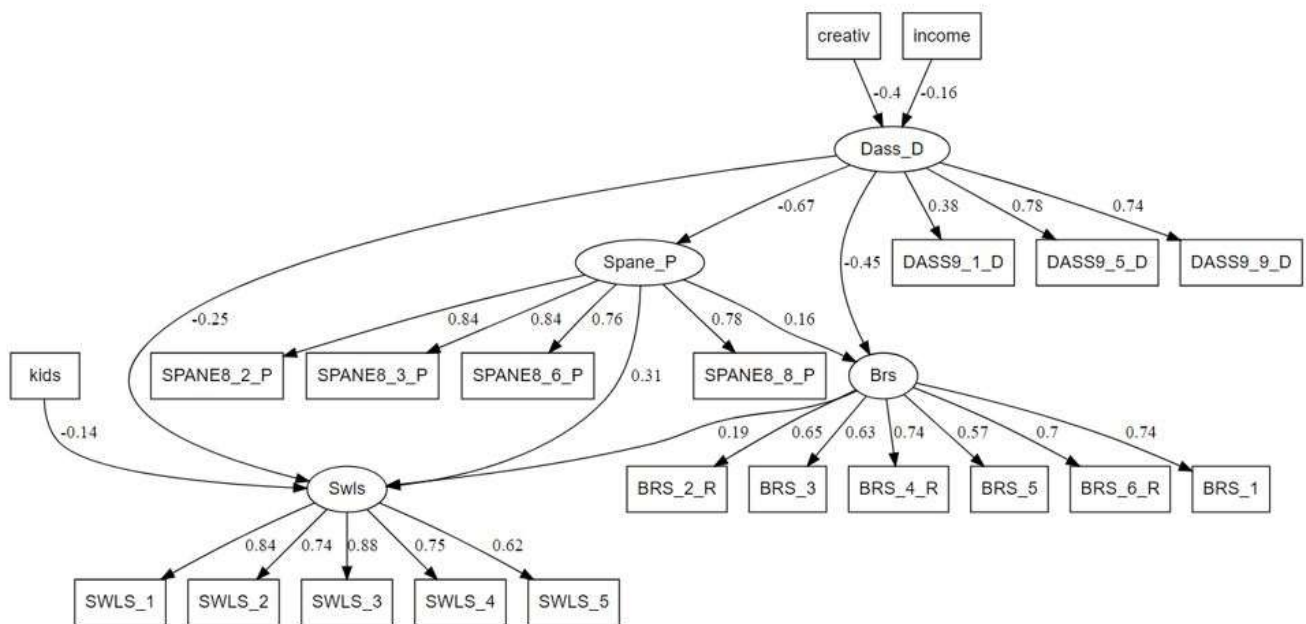 creativ income
-0.4 -0.16
Dass_D
-0.67 0.38 0.78 0.74
Spane_P -0.45 DASS9_1_D DASS9_5_D DASS9_9_D
-0.25 0.84 0.84 0.76 0.78 0.16
kids SPANE8_2_P SPANE8_3_P SPANE8_6_P 0.31 SPANE8_8_P Brs
-0.14 0.19 0.65 0.63 0.74 0.57 0.7 0.74
Swls BRS_2_R BRS_3 BRS_4_R BRS_5 BRS_6_R BRS_1
0.84 0.74 0.88 0.75 0.62
SWLS_1 SWLS_2 SWLS_3 SWLS_4 SWLS_5